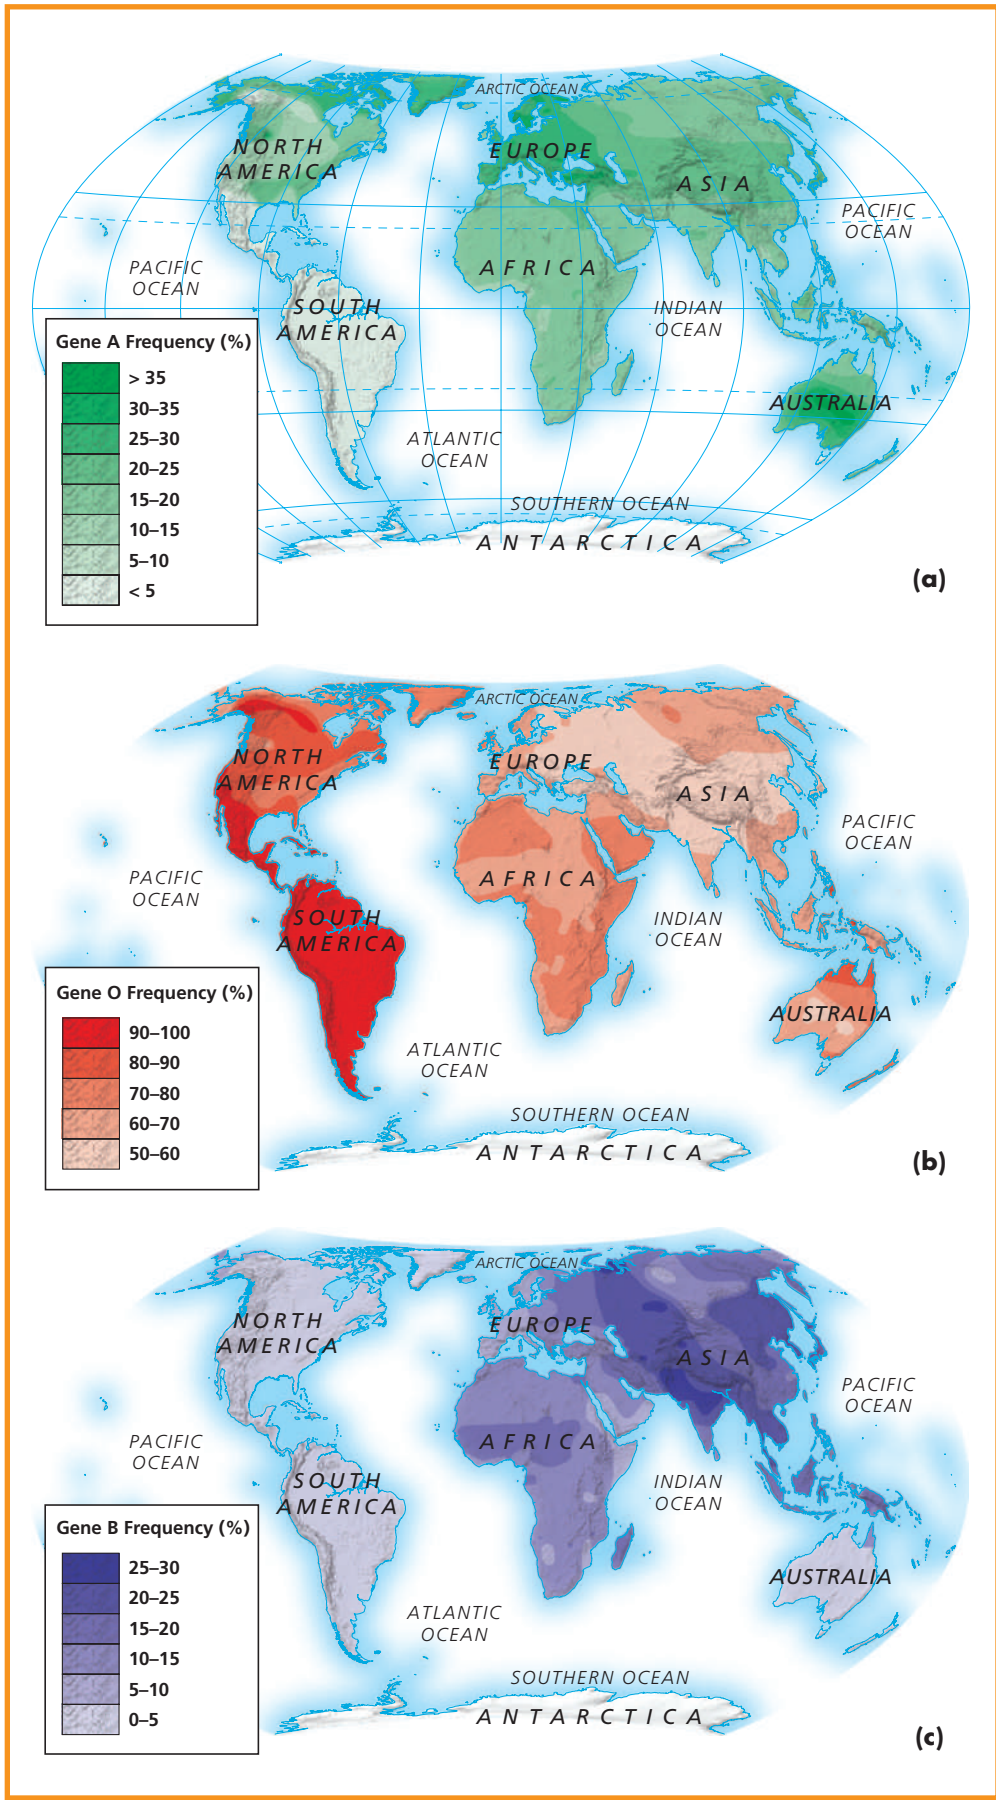 ARCTIC OCEAN
NORTH
AMERICA
EUROPE
ASIA
PACIFIC
OCEAN
PACIFIC
OCEAN
AFRICA
SOUTH
AMERICA
INDIAN
OCEAN
Gene A Frequency (%)
> 35
30–35
25–30
20–25
15–20
10–15
5–10
< 5
AUSTRALIA
ATLANTIC
OCEAN
SOUTHERN OCEAN
ANTARCTICA
(a)
ARCTIC OCEAN
NORTH
AMERICA
EUROPE
ASIA
PACIFIC
OCEAN
PACIFIC
OCEAN
AFRICA
SOUTH
AMERICA
INDIAN
OCEAN
Gene O Frequency (%)
90–100
80–90
70–80
60–70
50–60
AUSTRALIA
ATLANTIC
OCEAN
SOUTHERN OCEAN
ANTARCTICA
(b)
ARCTIC OCEAN
NORTH
AMERICA
EUROPE
ASIA
PACIFIC
OCEAN
PACIFIC
OCEAN
AFRICA
SOUTH
AMERICA
INDIAN
OCEAN
Gene B Frequency (%)
25–30
20–25
15–20
10–15
5–10
0–5
AUSTRALIA
ATLANTIC
OCEAN
SOUTHERN OCEAN
ANTARCTICA
(c)